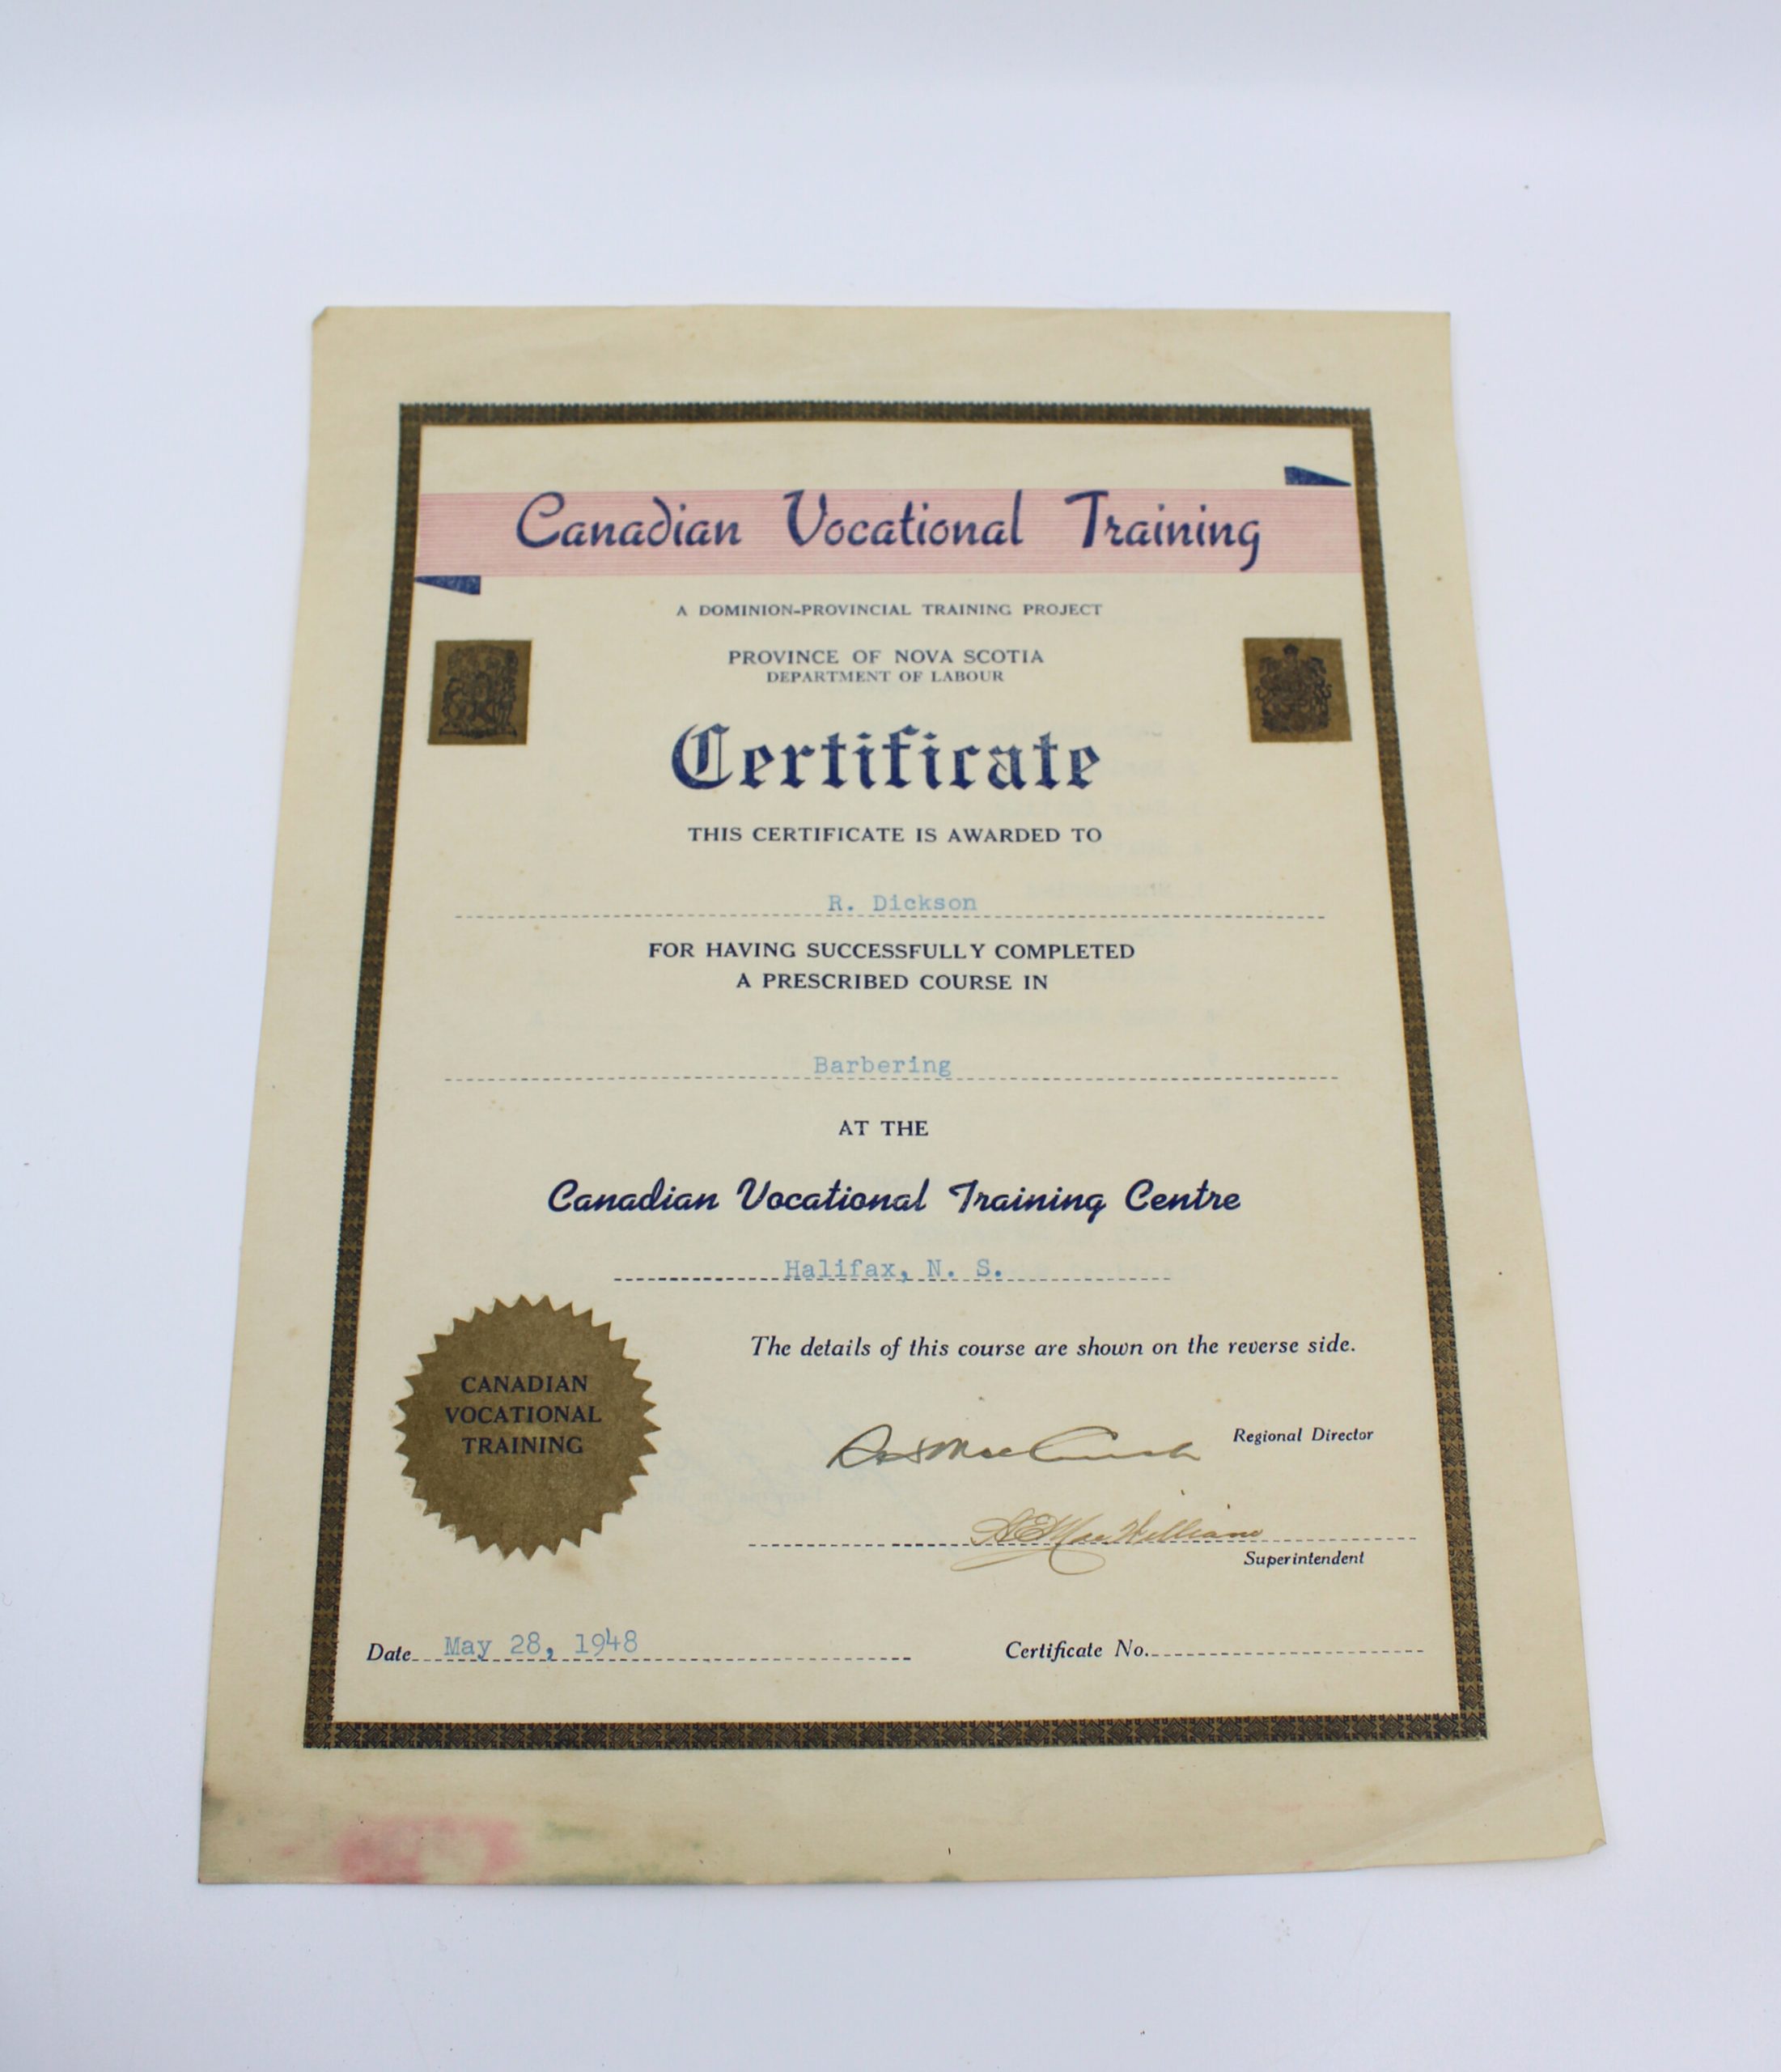 Canadian Vocational Training
A DOMINION-PROVINCIAL TRAINING PROJECT
PROVINCE OF NOVA SCOTIA
DEPARTMENT OF LABOUR
Certificate
THIS CERTIFICATE IS AWARDED TO
R. Dickson
FOR HAVING SUCCESSFULLY COMPLETED
A PRESCRIBED COURSE IN
Barbering
AT THE
Canadian Vocational Training Centre
Halifax, N. S.
The details of this course are shown on the reverse side.
CANADIAN
VOCATIONAL
TRAINING
Regional Director
Superintendent
Date May 28, 1948
Certificate No.